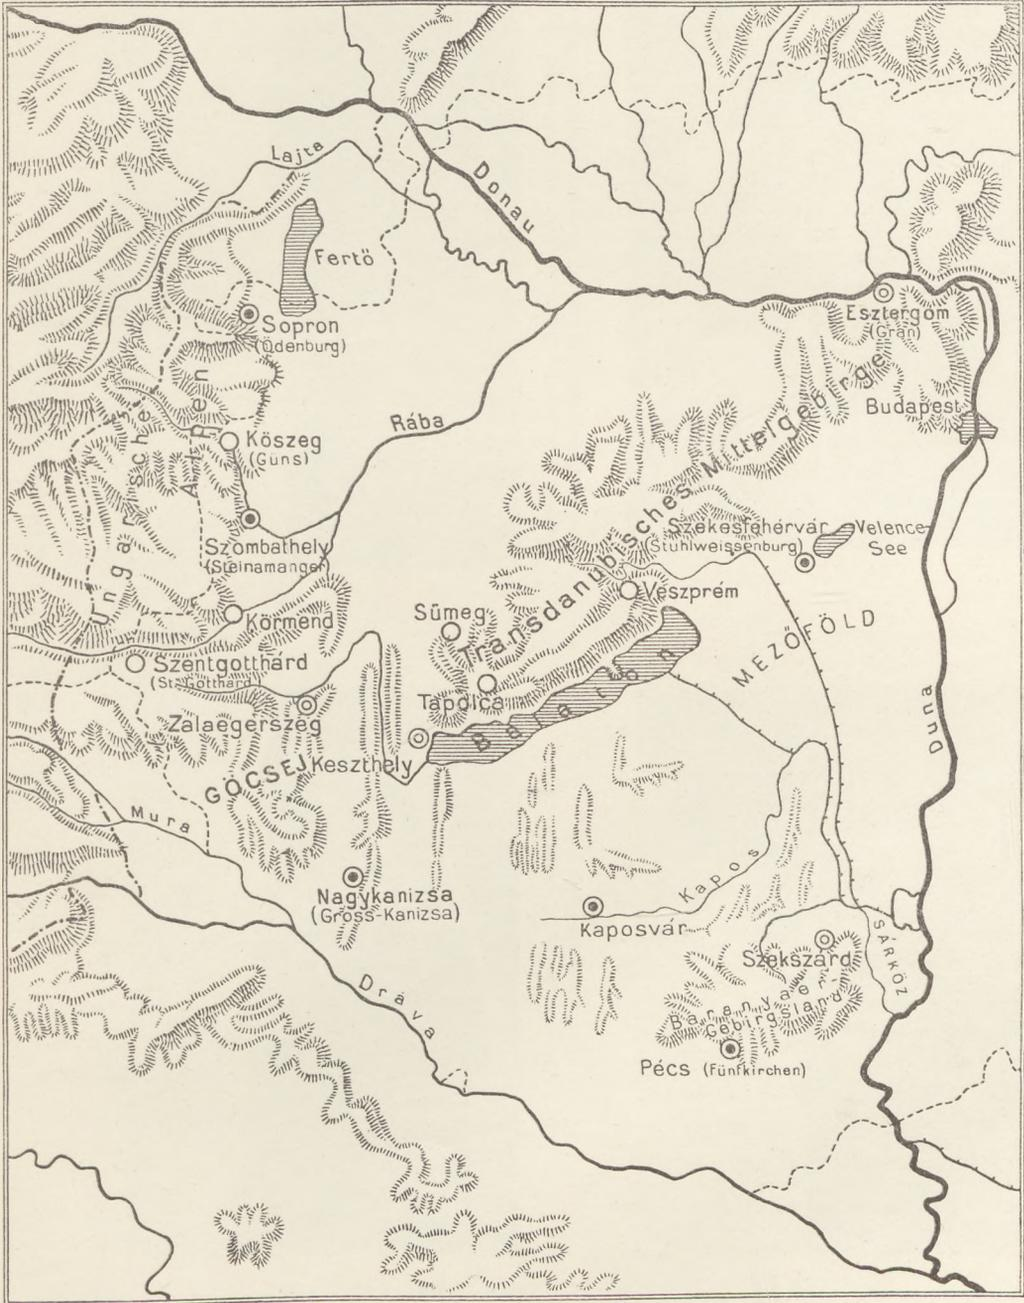 Lajta
Donau
Fertö
Sopron
(Ödenburg)
Esztergom
(Gran)
Rába
Budapest
Köszeg
(Güns)
Ungarische
Alpen
Transdanubisches Mittelgebirge
Székesfehérvár
(Stuhlweissenburg)
Velence
See
Szombathely
(Steinamanger)
Veszprém
Körmend
Sümeg
MEZŐFÖLD
Szentgotthárd
(St. Gotthard)
Tapolca
Balaton
Zalaegerszeg
Duna
GÖCSEJ
Keszthely
Mura
Kapos
Nagykanizsa
(Gross-Kanizsa)
Kaposvár
SÁRKÖZ
Szekszárd
Dráva
Baranyaer
Gebirgsland
Pécs (Fünfkirchen)